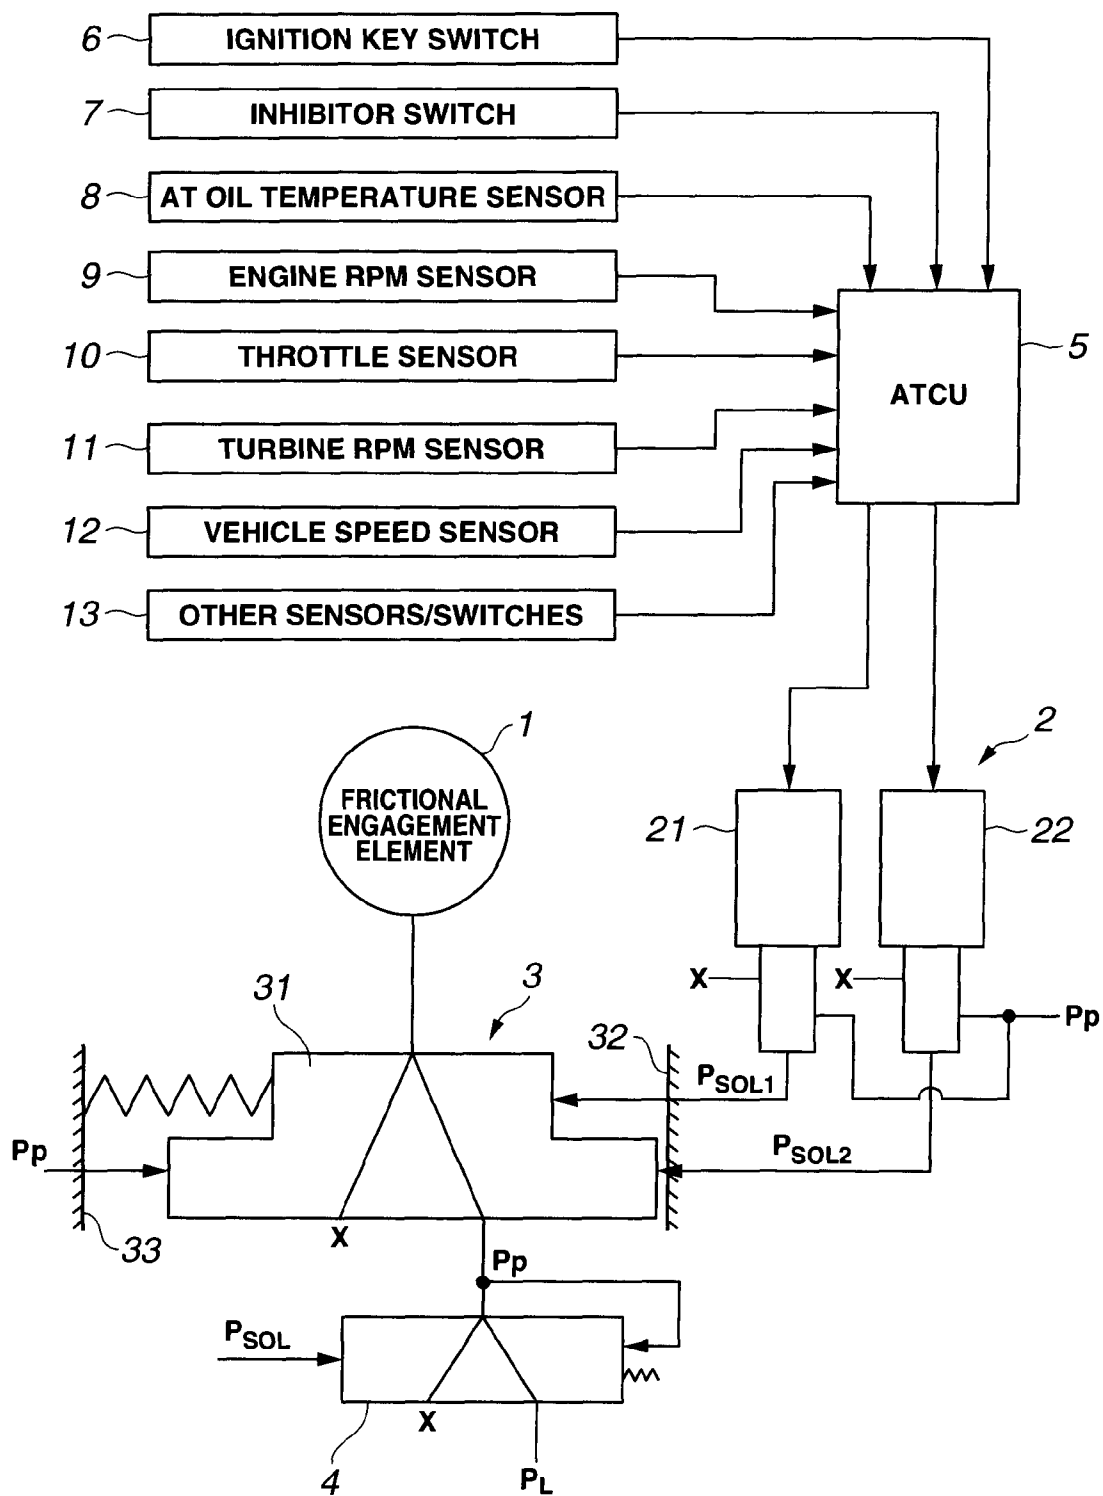 6 IGNITION KEY SWITCH
7 INHIBITOR SWITCH
8 AT OIL TEMPERATURE SENSOR
9 ENGINE RPM SENSOR
10 THROTTLE SENSOR
5
ATCU
11 TURBINE RPM SENSOR
12 VEHICLE SPEED SENSOR
13 OTHER SENSORS/SWITCHES
1
2
FRICTIONAL
ENGAGEMENT
ELEMENT
21
22
X
X
31
3
32
Pp
PSOL1
Pp
PSOL2
X
33
Pp
PSOL
X
4
PL